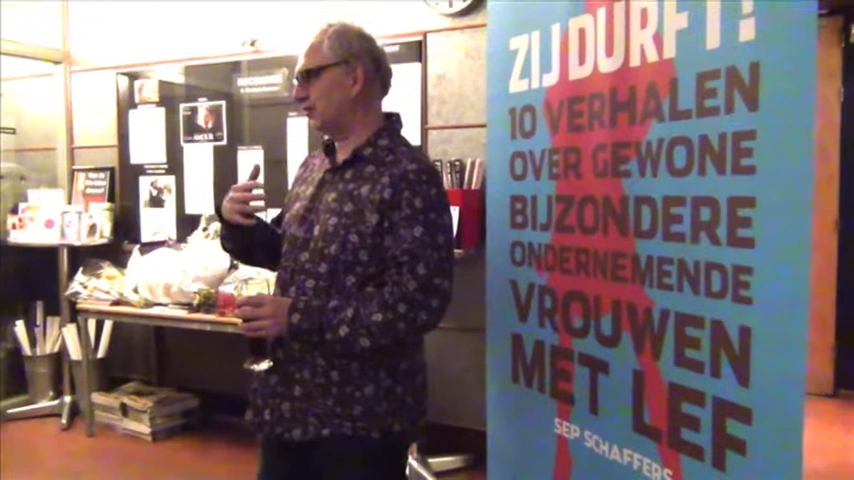 ZIJ DURFT!
10 VERHALEN
OVER GEWONE
BIJZONDERE
ONDERNEMENDE
VROUWEN
MET LEF
SEP SCHAFFERS